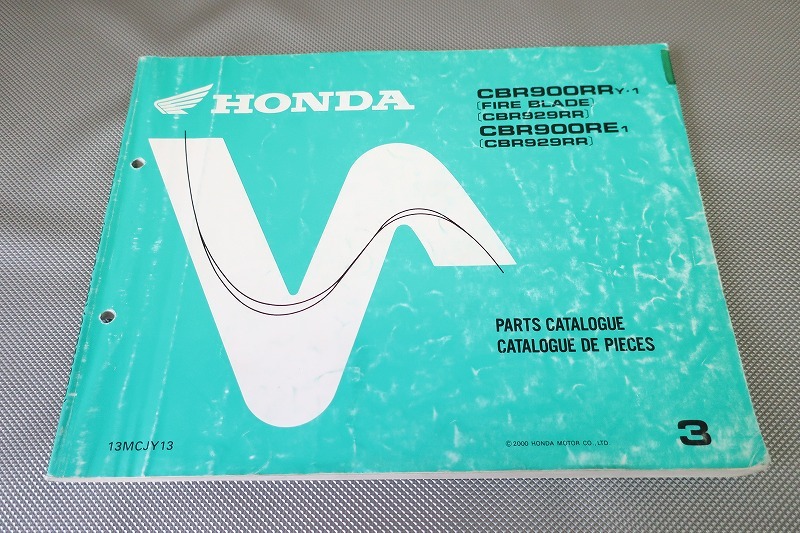 HONDA
CBR900RRY·1
[FIRE BLADE]
[CBR929RR]
CBR900RE1
[CBR929RR]
PARTS CATALOGUE
CATALOGUE DE PIECES
13MCJY13
© 2000 HONDA MOTOR CO., LTD.
3